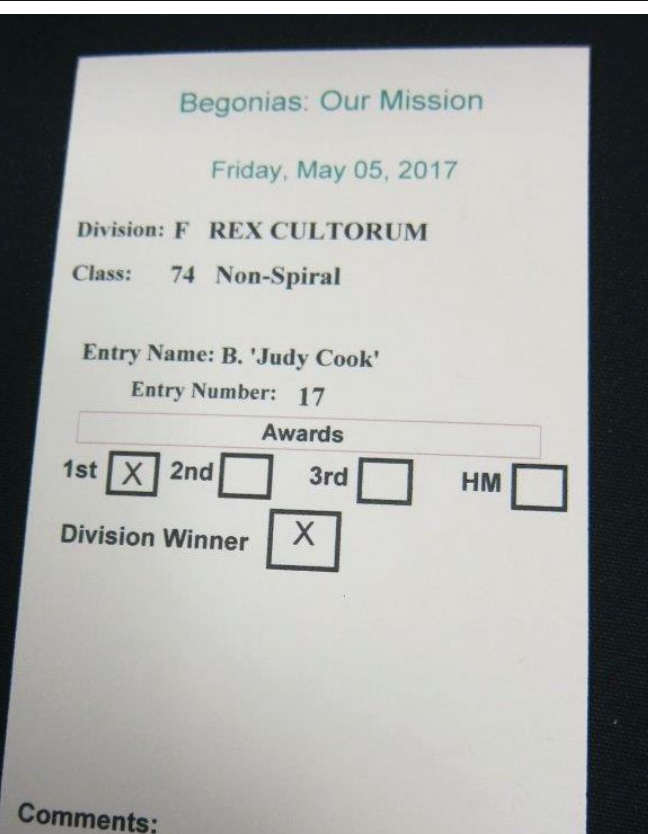 Begonias: Our Mission
Friday, May 05, 2017
Division: F REX CULTORUM
Class: 74 Non-Spiral
Entry Name: B. 'Judy Cook'
Entry Number: 17
Awards
1st X 2nd 3rd HM
Division Winner X
Comments: